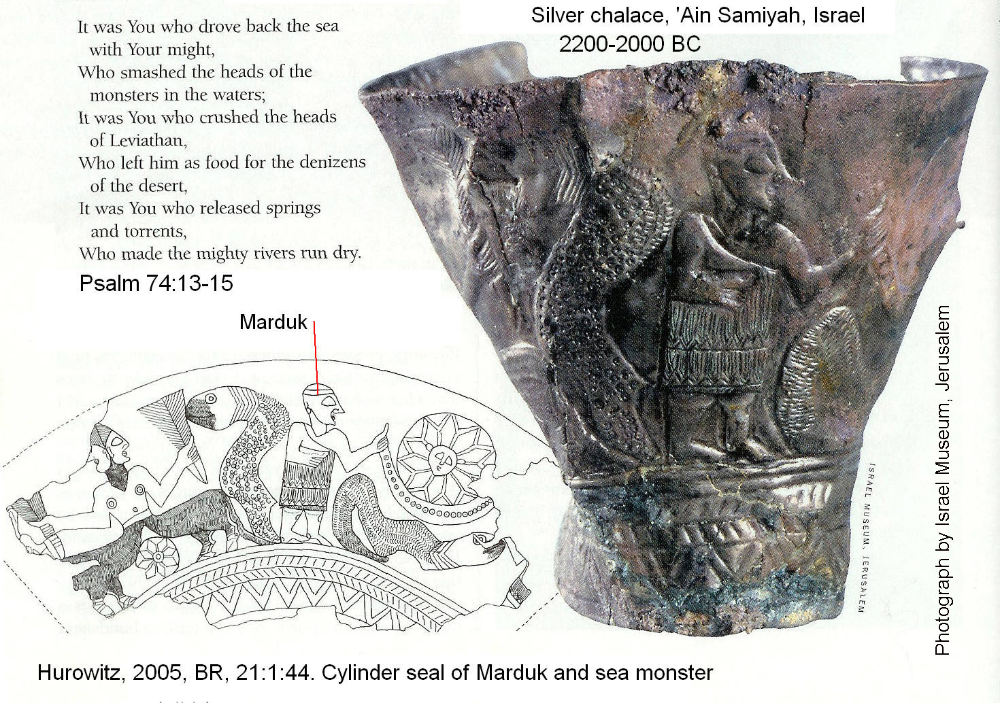 It was You who drove back the sea
with Your might,
Who smashed the heads of the
monsters in the waters;
It was You who crushed the heads
of Leviathan,
Who left him as food for the denizens
of the desert,
It was You who released springs
and torrents,
Who made the mighty rivers run dry.
Psalm 74:13-15
Silver chalace, 'Ain Samiyah, Israel
2200-2000 BC
Marduk
ISRAEL MUSEUM, JERUSALEM
Photograph by Israel Museum, Jerusalem
Hurowitz, 2005, BR, 21:1:44. Cylinder seal of Marduk and sea monster